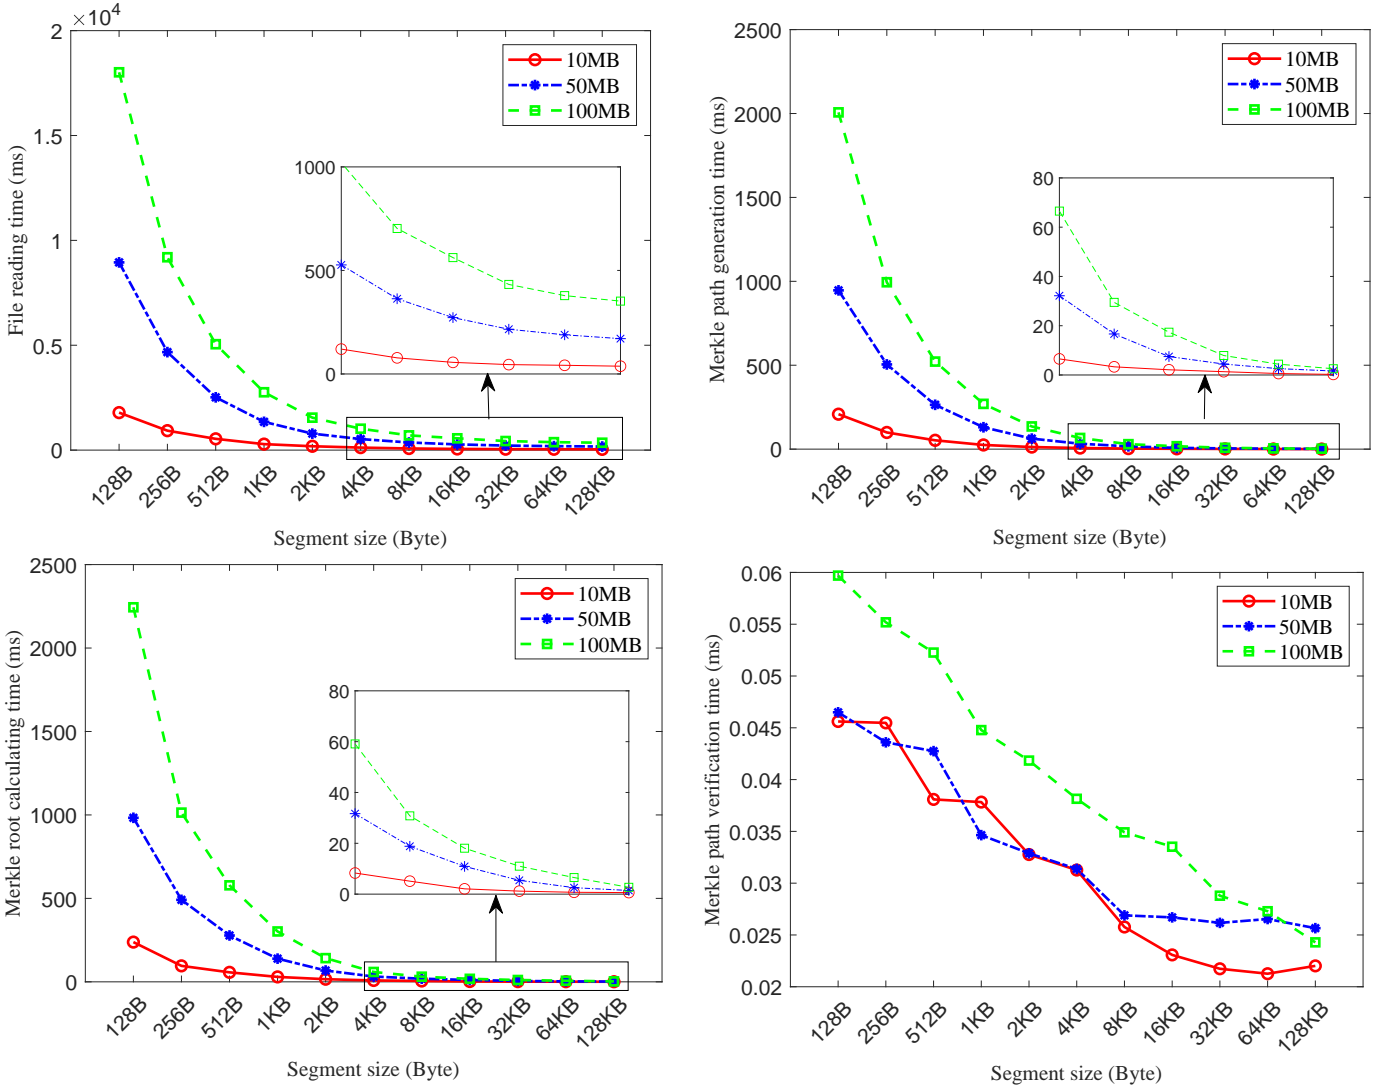 ×10⁴
2
1.5
1
0.5
0
File reading time (ms)
10MB
50MB
100MB
1000
500
0
128B
256B
512B
1KB
2KB
4KB
8KB
16KB
32KB
64KB
128KB
Segment size (Byte)
2500
2000
1500
1000
500
0
Merkle path generation time (ms)
10MB
50MB
100MB
80
60
40
20
0
128B
256B
512B
1KB
2KB
4KB
8KB
16KB
32KB
64KB
128KB
Segment size (Byte)
2500
2000
1500
1000
500
0
Merkle root calculating time (ms)
10MB
50MB
100MB
80
60
40
20
0
128B
256B
512B
1KB
2KB
4KB
8KB
16KB
32KB
64KB
128KB
Segment size (Byte)
0.06
0.055
0.05
0.045
0.04
0.035
0.03
0.025
0.02
Merkle path verification time (ms)
10MB
50MB
100MB
128B
256B
512B
1KB
2KB
4KB
8KB
16KB
32KB
64KB
128KB
Segment size (Byte)